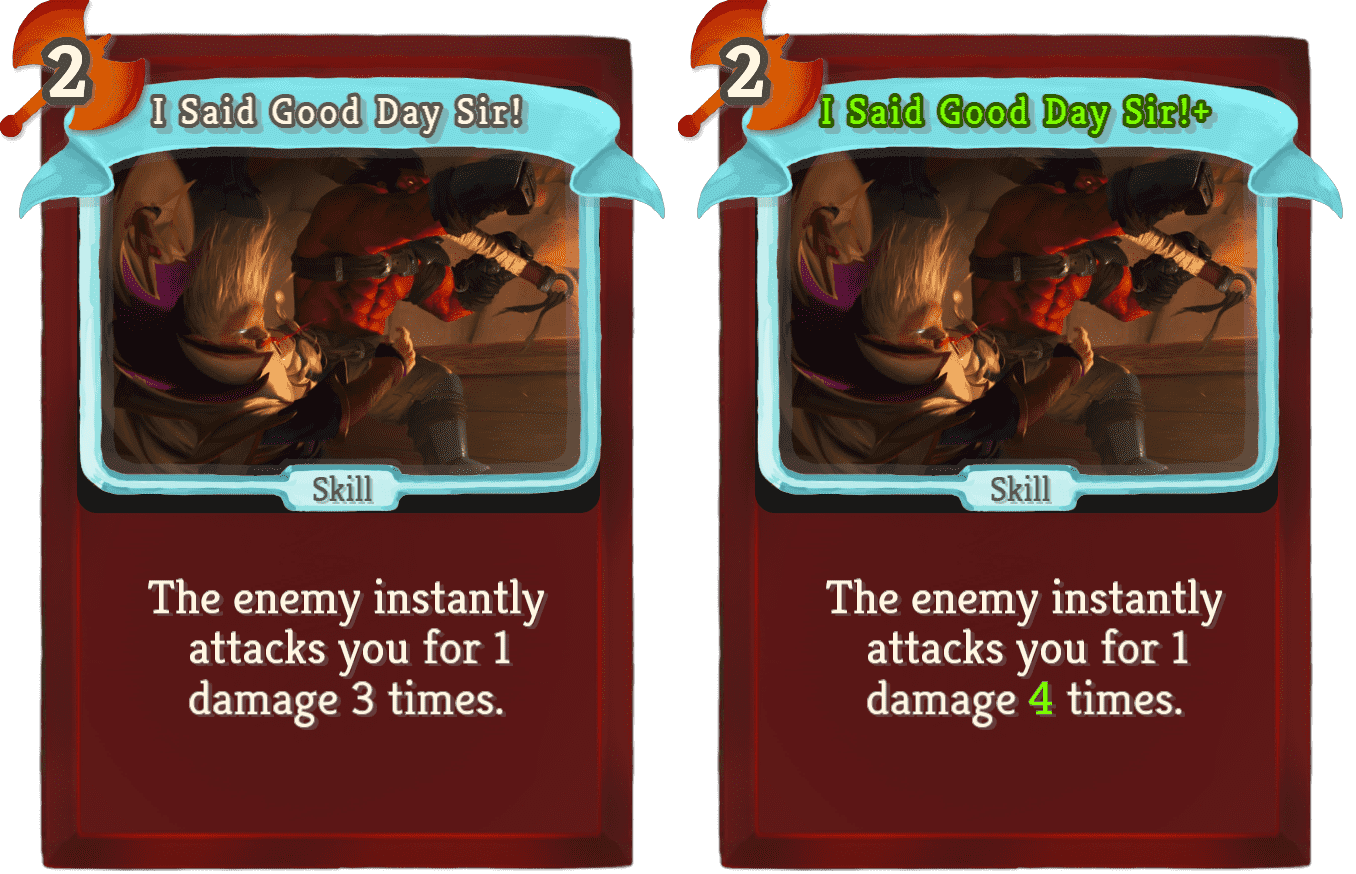 2
I Said Good Day Sir!
Skill
The enemy instantly
attacks you for 1
damage 3 times.
2
I Said Good Day Sir!+
Skill
The enemy instantly
attacks you for 1
damage 4 times.